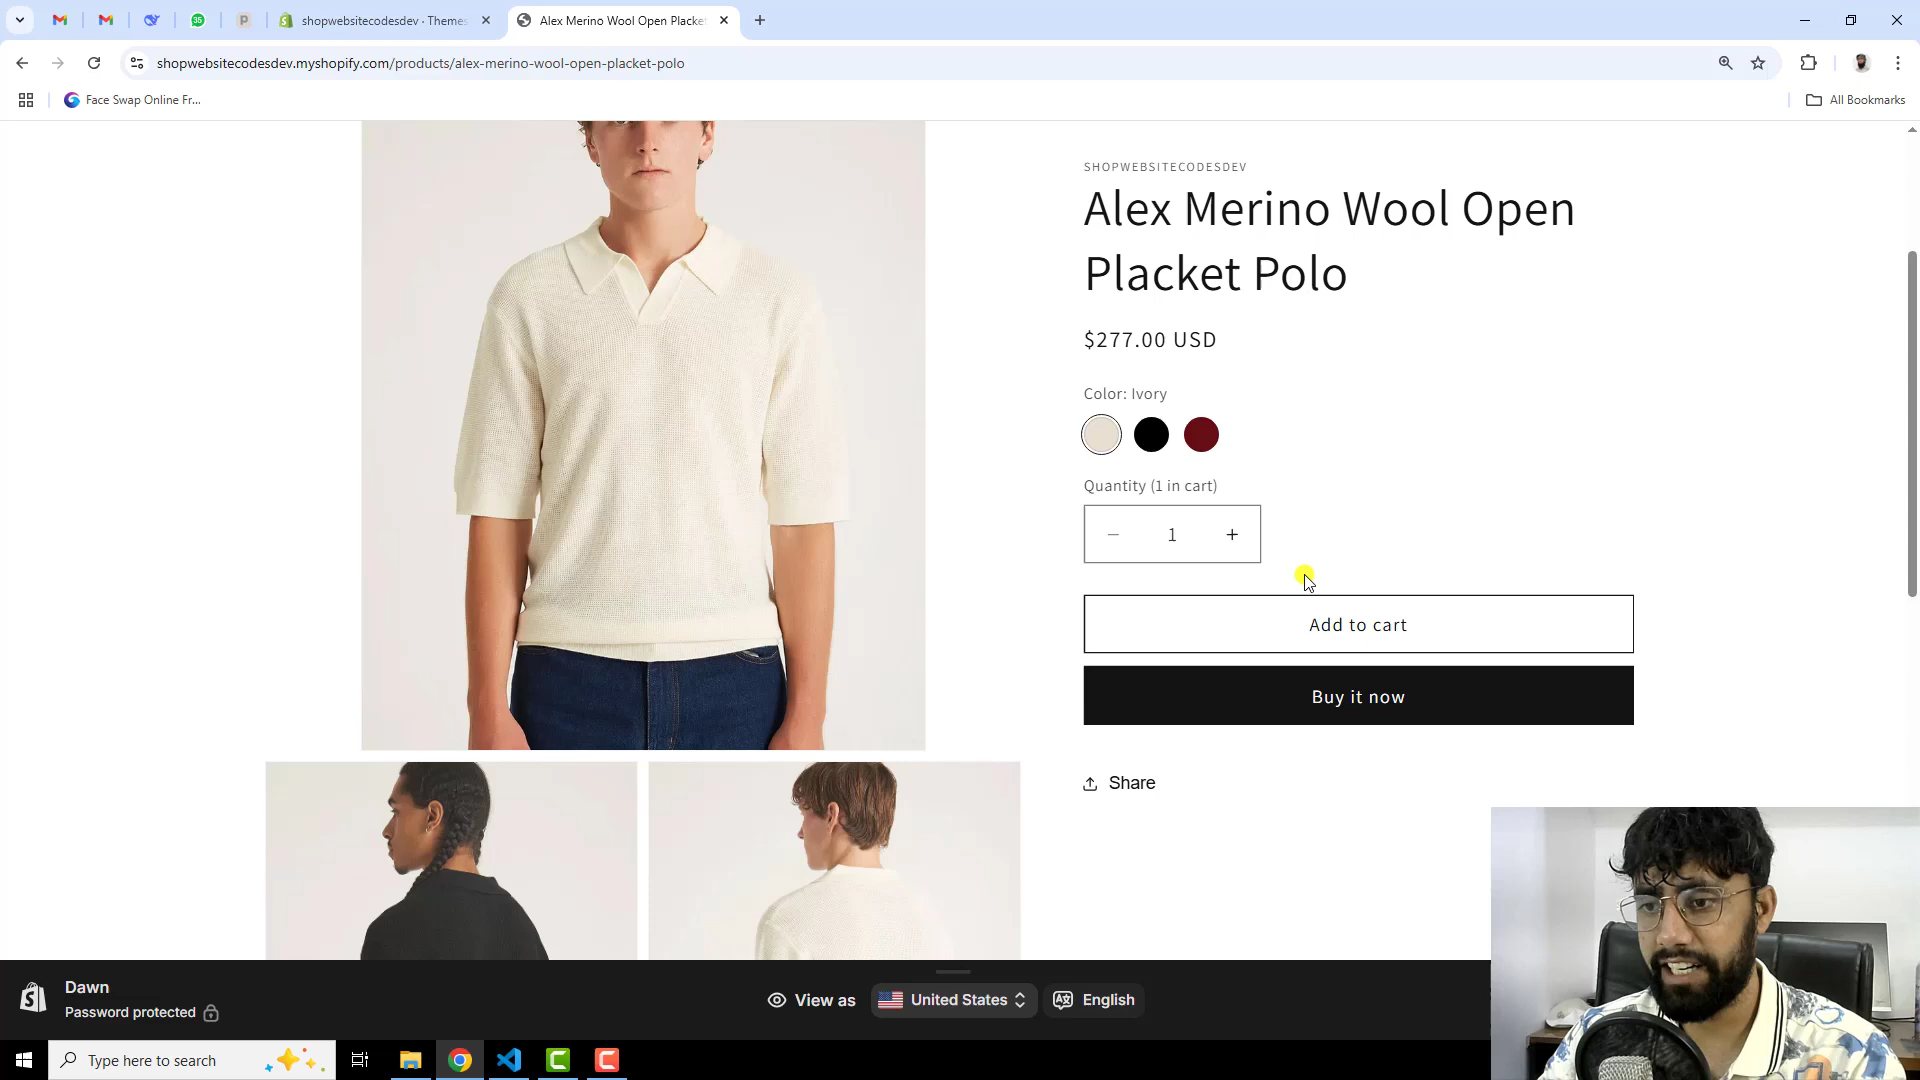 35
shopwebsitecodesdev · Themes
Alex Merino Wool Open Placke
shopwebsitecodesdev.myshopify.com/products/alex-merino-wool-open-placket-polo
Face Swap Online Fr...
All Bookmarks
SHOPWEBSITECODESDEV
Alex Merino Wool Open
Placket Polo
$277.00 USD
Color: Ivory
Quantity (1 in cart)
− 1 +
Add to cart
Buy it now
Share
Dawn
Password protected
View as
United States
English
Type here to search